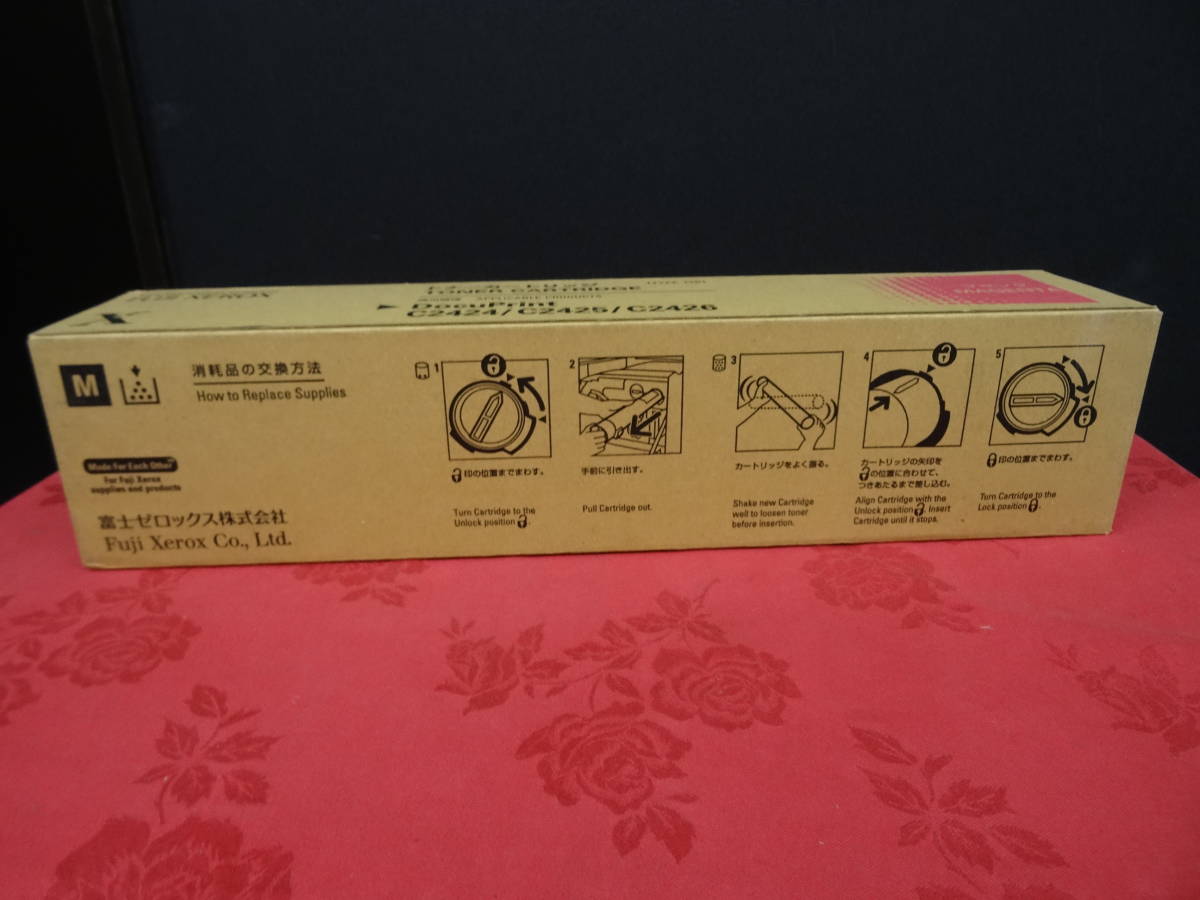 FUJI XEROX
TONER CARTRIDGE
APPLICABLE PRODUCTS
DocuPrint
C2424/C2425/C2426
M
消耗品の交換方法
How to Replace Supplies
Made For Each Other
For Fuji Xerox
supplies and products
富士ゼロックス株式会社
Fuji Xerox Co., Ltd.
1
印の位置までまわす。
Turn Cartridge to the
Unlock position .
2
手前に引き出す。
Pull Cartridge out.
3
カートリッジをよく振る。
Shake new Cartridge
well to loosen toner
before insertion.
4
カートリッジの矢印を
の位置に合わせて、
つきあたるまで差し込む。
Align Cartridge with the
Unlock position . Insert
Cartridge until it stops.
5
印の位置までまわす。
Turn Cartridge to the
Lock position .